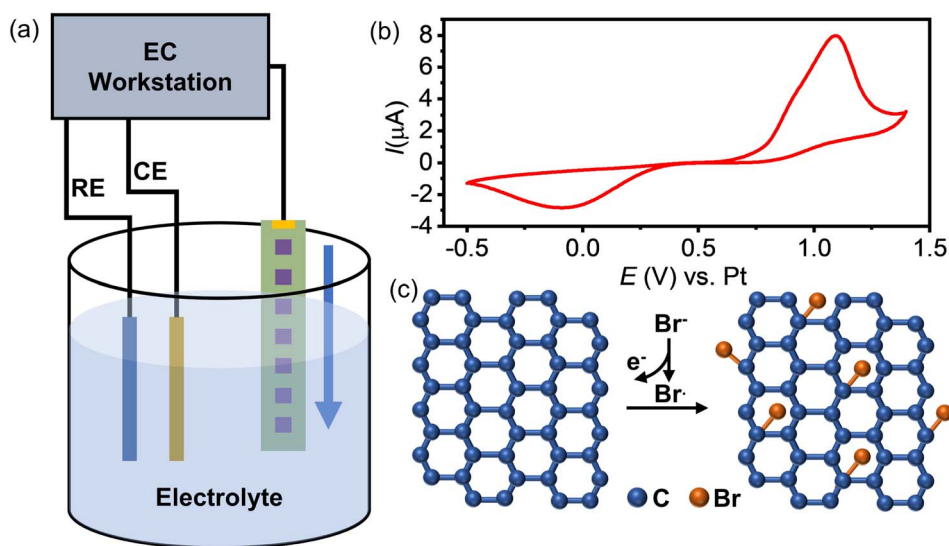 (a)
EC
Workstation
RE
CE
Electrolyte
(b)
I(μA)
8
6
4
2
0
-2
-4
-0.5
0.0
0.5
1.0
1.5
E (V) vs. Pt
(c)
Br⁻
e⁻
Br·
C
Br